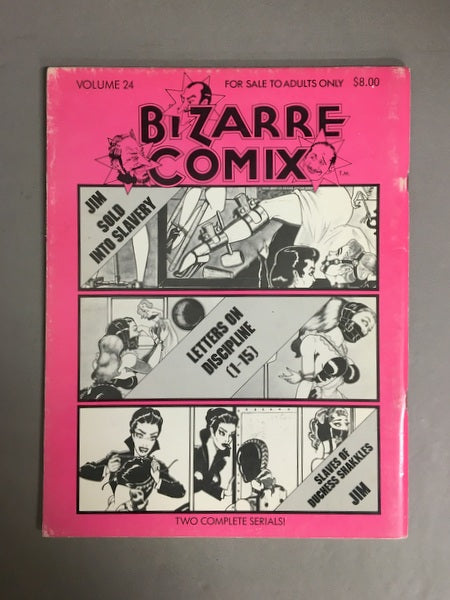 VOLUME 24
FOR SALE TO ADULTS ONLY
$8.00
BIZARRE
COMIX
T.M.
JIM
SOLD
INTO SLAVERY
LETTERS ON
DISCIPLINE
(1-15)
SLAVES OF
DUCHESS SHAKKLES
JIM
TWO COMPLETE SERIALS!